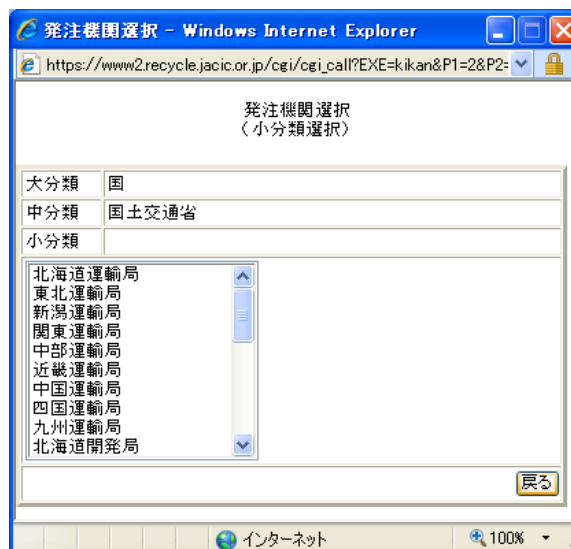 発注機関選択 - Windows Internet Explorer
https://www2.recycle.jacic.or.jp/cgi/cgi_call?EXE=kikan&P1=2&P2=
発注機関選択
(小分類選択)
大分類 国
中分類 国土交通省
小分類
北海道運輸局
東北運輸局
新潟運輸局
関東運輸局
中部運輸局
近畿運輸局
中国運輸局
四国運輸局
九州運輸局
北海道開発局
戻る
インターネット 100%